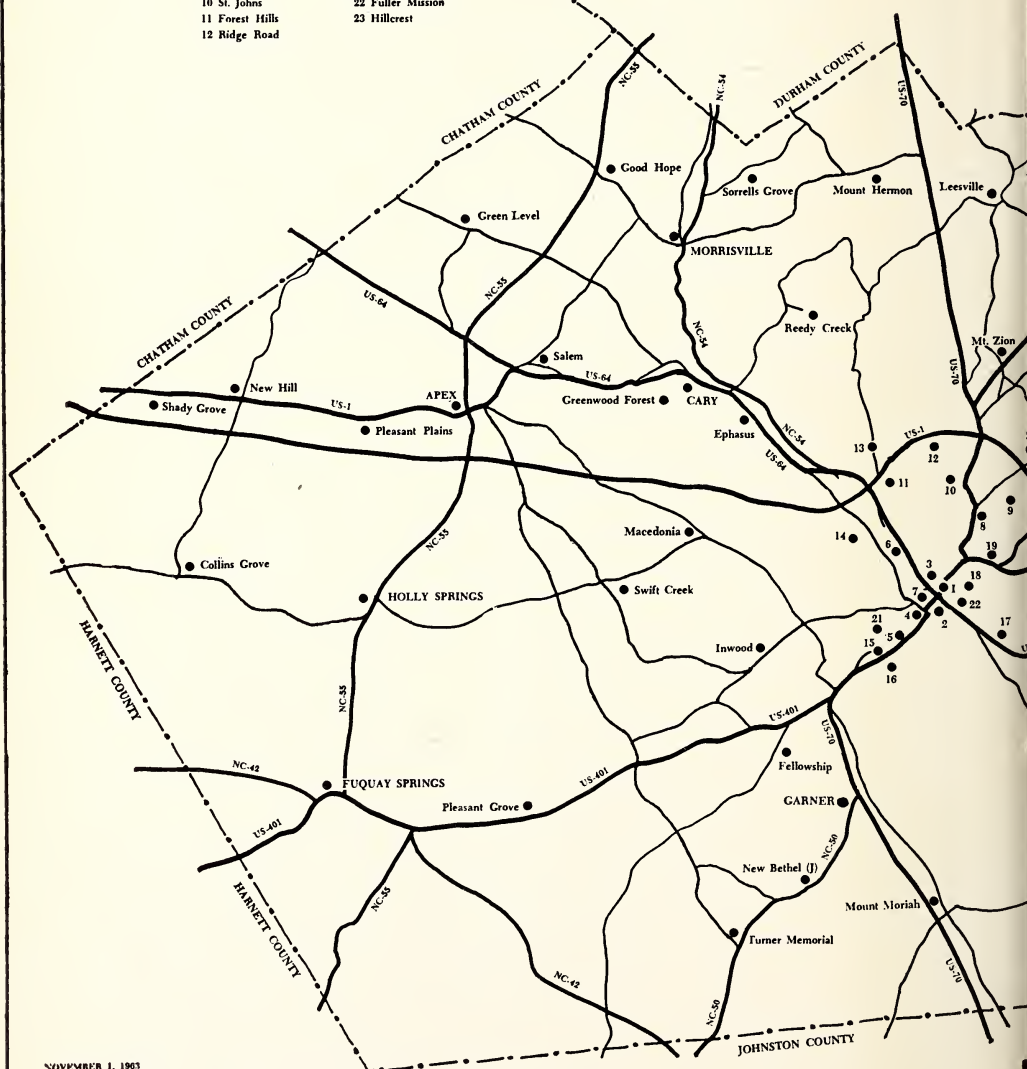 10 St. Johns
11 Forest Hills
12 Ridge Road
22 Fuller Mission
23 Hillcrest
CHATHAM COUNTY
NC-55
NC-54
DURHAM COUNTY
US-70
Good Hope
Sorrells Grove
Mount Hermon
Leesville
Green Level
MORRISVILLE
US-64
NC-55
CHATHAM COUNTY
NC-54
Reedy Creek
Mt. Zion
Salem
US-64
US-70
New Hill
Shady Grove
US-1
APEX
Greenwood Forest
CARY
Pleasant Plains
Ephasus
NC-54
US-64
US-1
13
12
11
10
9
8
Macedonia
14
6
19
NC-55
Collins Grove
3
1
18
7
22
HOLLY SPRINGS
Swift Creek
4
2
21
5
17
15
16
Inwood
HARNETT COUNTY
NC-55
US-401
US-70
Fellowship
NC-42
FUQUAY SPRINGS
US-401
Pleasant Grove
GARNER
US-401
NC-50
New Bethel (J)
HARNETT COUNTY
NC-55
Mount Moriah
Turner Memorial
NC-42
US-70
NC-50
JOHNSTON COUNTY
NOVEMBER 1, 1963